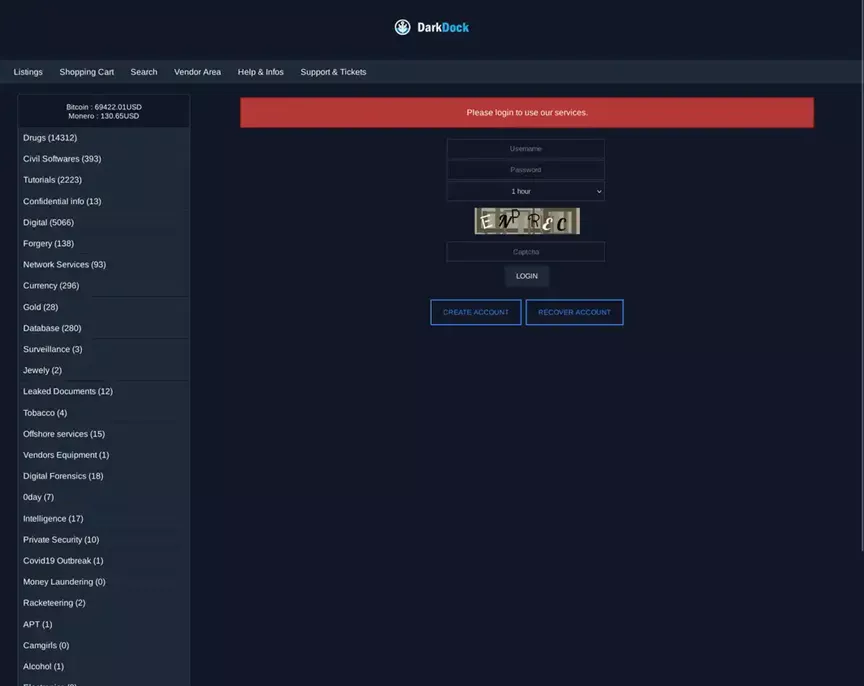 DarkDock
Listings Shopping Cart Search Vendor Area Help & Infos Support & Tickets
Bitcoin : 69422.01USD
Monero : 130.65USD
Drugs (14312)
Civil Softwares (393)
Tutorials (2223)
Confidential info (13)
Digital (5066)
Forgery (138)
Network Services (93)
Currency (296)
Gold (28)
Database (280)
Surveillance (3)
Jewely (2)
Leaked Documents (12)
Tobacco (4)
Offshore services (15)
Vendors Equipment (1)
Digital Forensics (18)
0day (7)
Intelligence (17)
Private Security (10)
Covid19 Outbreak (1)
Money Laundering (0)
Racketeering (2)
APT (1)
Camgirls (0)
Alcohol (1)
Please login to use our services.
Username
Password
1 hour
Captcha
LOGIN
CREATE ACCOUNT RECOVER ACCOUNT